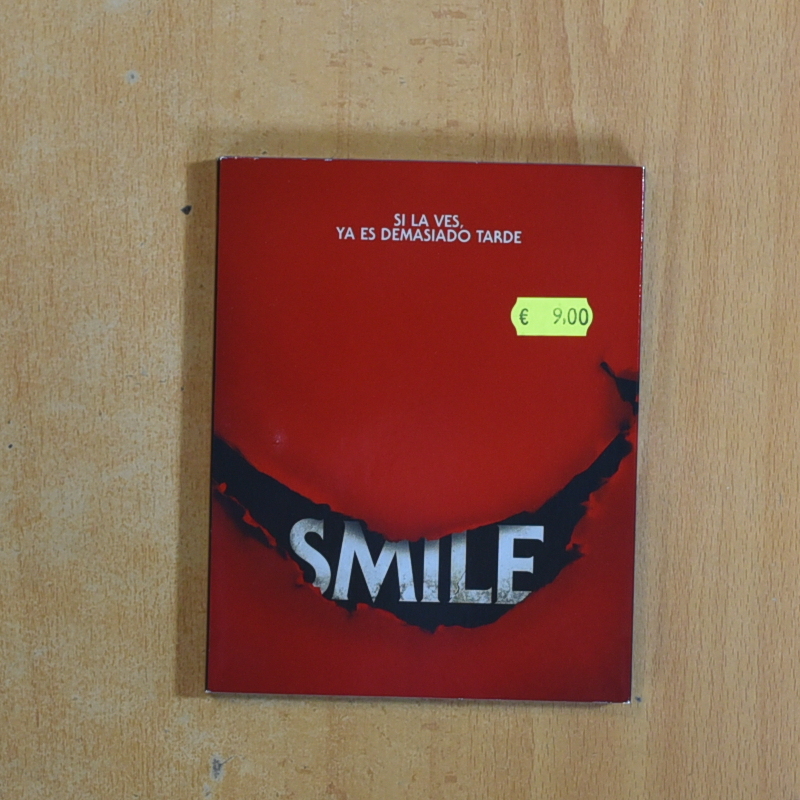 SI LA VES,
YA ES DEMASIADO TARDE
€ 9,00
SMILE